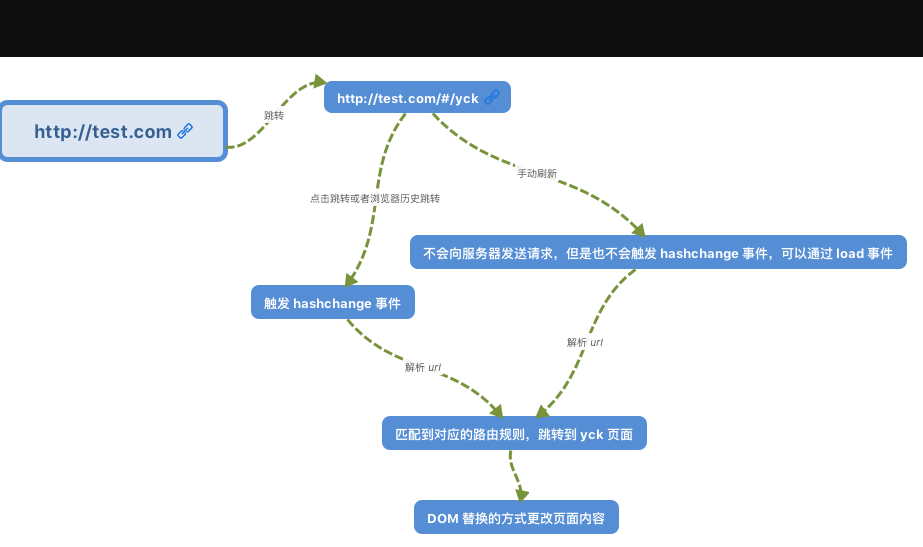 http://test.com
跳转
http://test.com/#/yck
点击跳转或者浏览器历史跳转
手动刷新
不会向服务器发送请求，但是也不会触发 hashchange 事件，可以通过 load 事件
触发 hashchange 事件
解析 url
解析 url
匹配到对应的路由规则，跳转到 yck 页面
DOM 替换的方式更改页面内容